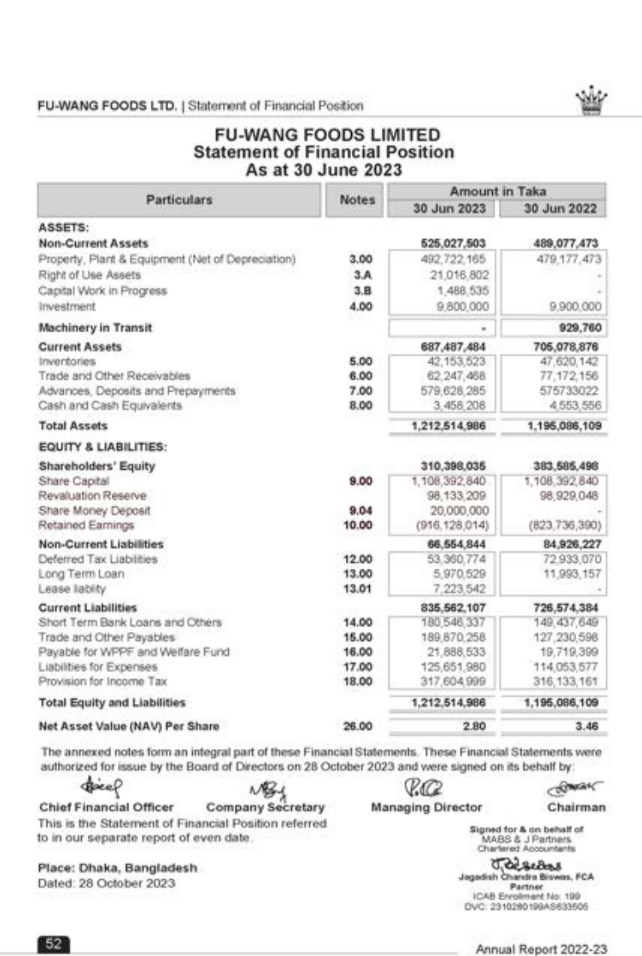 FU-WANG FOODS LTD. | Statement of Financial Position
FU-WANG FOODS LIMITED
Statement of Financial Position
As at 30 June 2023
Particulars Notes Amount in Taka
30 Jun 2023 30 Jun 2022
ASSETS:
Non-Current Assets 525,027,503 489,077,473
Property, Plant & Equipment (Net of Depreciation) 3.00 492,722,165 479,177,473
Right of Use Assets 3.A 21,016,802 -
Capital Work in Progress 3.B 1,488,535 -
Investment 4.00 9,800,000 9,900,000
Machinery in Transit - 929,760
Current Assets 687,487,484 705,078,876
Inventories 5.00 42,153,523 47,620,142
Trade and Other Receivables 6.00 62,247,468 77,172,156
Advances, Deposits and Prepayments 7.00 579,628,285 575733022
Cash and Cash Equivalents 8.00 3,458,208 4,553,556
Total Assets 1,212,514,986 1,195,086,109
EQUITY & LIABILITIES:
Shareholders' Equity 310,398,035 383,585,498
Share Capital 9.00 1,108,392,840 1,108,392,840
Revaluation Reserve 98,133,209 98,929,048
Share Money Deposit 9.04 20,000,000 -
Retained Earnings 10.00 (916,128,014) (823,736,390)
Non-Current Liabilities 66,554,844 84,926,227
Deferred Tax Liabilities 12.00 53,360,774 72,933,070
Long Term Loan 13.00 5,970,529 11,993,157
Lease liablity 13.01 7,223,542 -
Current Liabilities 835,562,107 726,574,384
Short Term Bank Loans and Others 14.00 180,546,337 149,437,649
Trade and Other Payables 15.00 189,870,258 127,230,598
Payable for WPPF and Welfare Fund 16.00 21,888,533 19,719,399
Liabilities for Expenses 17.00 125,651,980 114,053,577
Provision for Income Tax 18.00 317,604,999 316,133,161
Total Equity and Liabilities 1,212,514,986 1,195,086,109
Net Asset Value (NAV) Per Share 26.00 2.80 3.46
The annexed notes form an integral part of these Financial Statements. These Financial Statements were
authorized for issue by the Board of Directors on 28 October 2023 and were signed on its behalf by:
Chief Financial Officer Company Secretary Managing Director Chairman
This is the Statement of Financial Position referred
to in our separate report of even date.
Signed for & on behalf of
MABS & J Partners
Chartered Accountants
Place: Dhaka, Bangladesh
Dated: 28 October 2023
Jagadish Chandra Biswas, FCA
Partner
ICAB Enrolment No: 199
DVC: 2310280199AS633505
52
Annual Report 2022-23